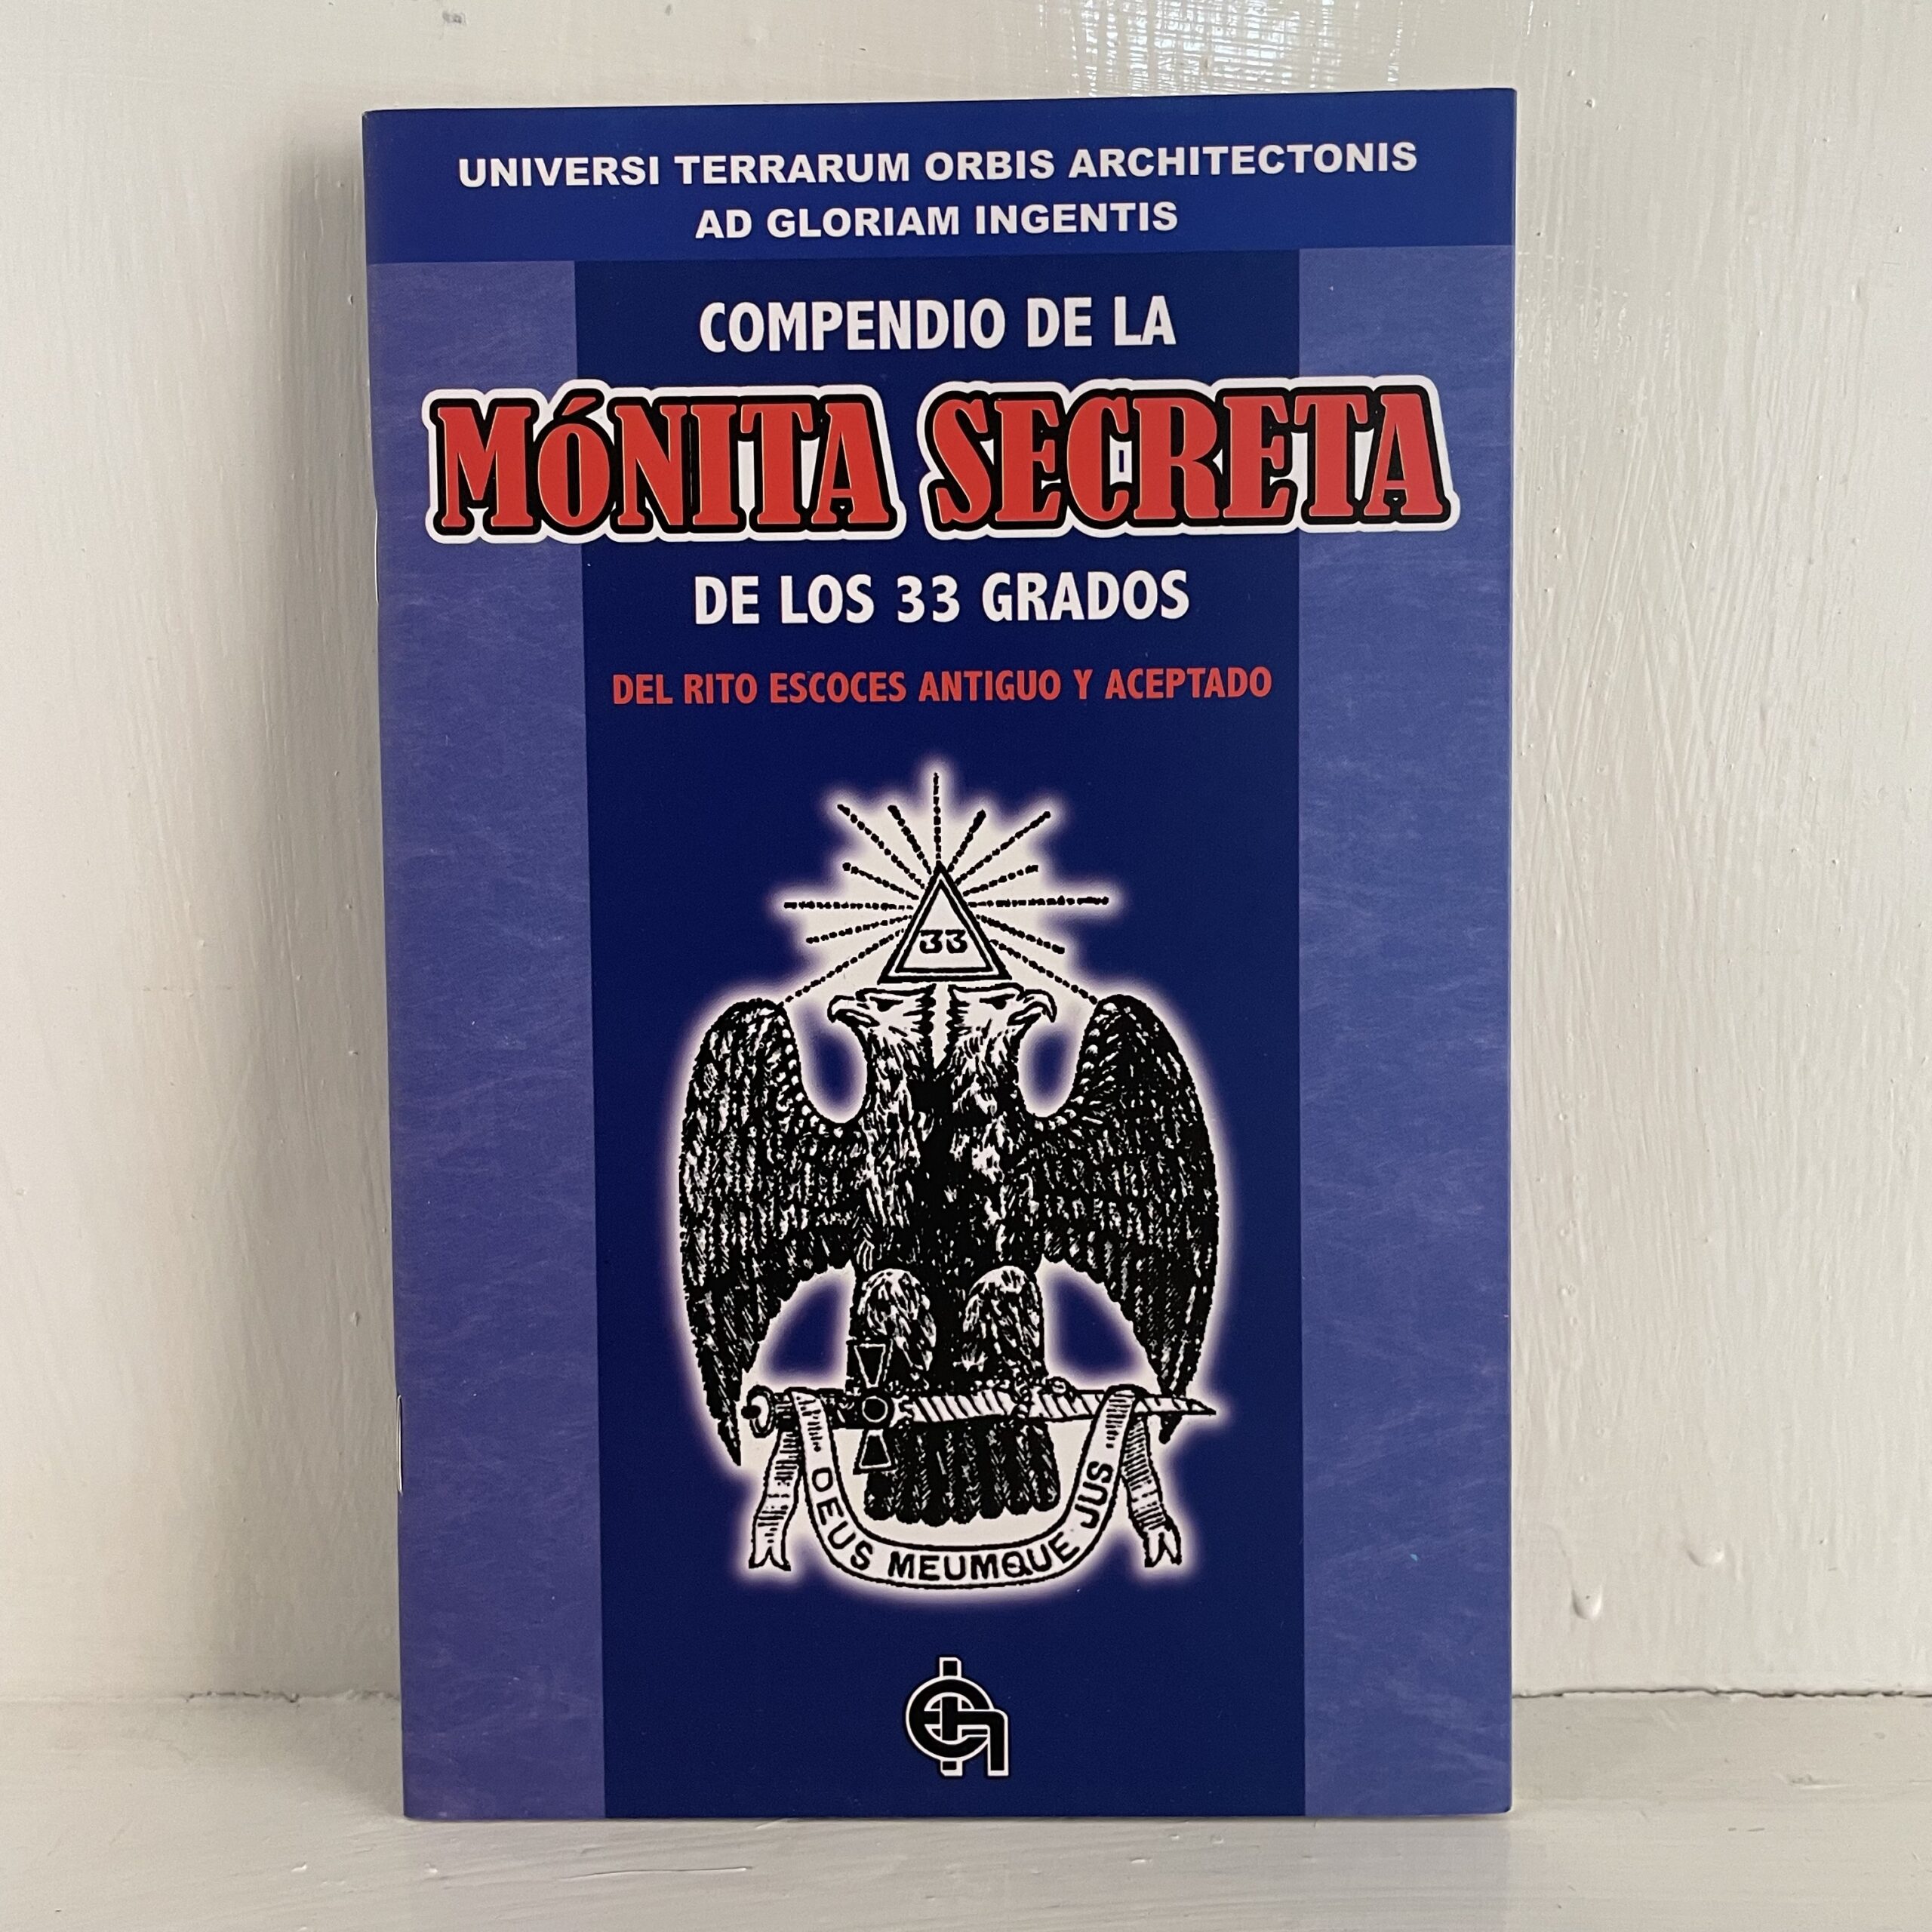 UNIVERSI TERRARUM ORBIS ARCHITECTONIS
AD GLORIAM INGENTIS
COMPENDIO DE LA
MÓNITA SECRETA
DE LOS 33 GRADOS
DEL RITO ESCOCES ANTIGUO Y ACEPTADO
33
DEUS MEUMQUE JUS